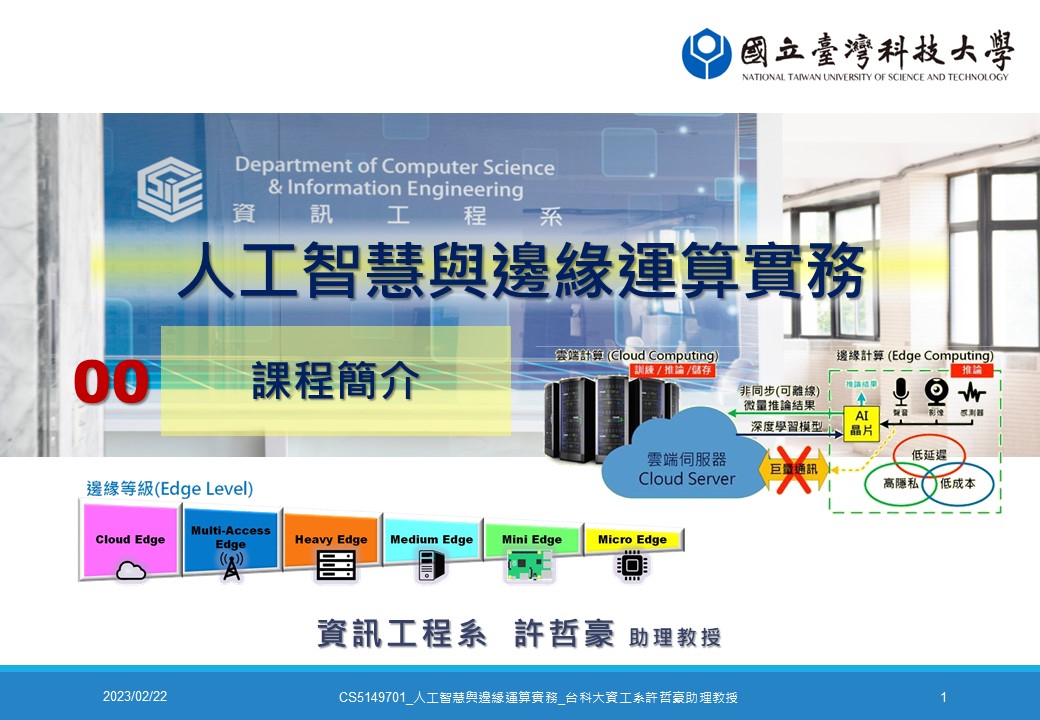 國立臺灣科技大學
NATIONAL TAIWAN UNIVERSITY OF SCIENCE AND TECHNOLOGY
Department of Computer Science
& Information Engineering
資 訊 工 程 系
人工智慧與邊緣運算實務
00
課程簡介
雲端計算 (Cloud Computing)
訓練 / 推論 /儲存
非同步(可離線)
微量推論結果
深度學習模型
雲端伺服器
Cloud Server
巨量通訊
邊緣計算 (Edge Computing)
推論
推論結果
AI
晶片
聲音
影像
感測器
低延遲
高隱私
低成本
邊緣等級(Edge Level)
Cloud Edge
Multi-Access
Edge
Heavy Edge
Medium Edge
Mini Edge
Micro Edge
資訊工程系 許哲豪 助理教授
2023/02/22
CS5149701_人工智慧與邊緣運算實務_台科大資工系許哲豪助理教授
1